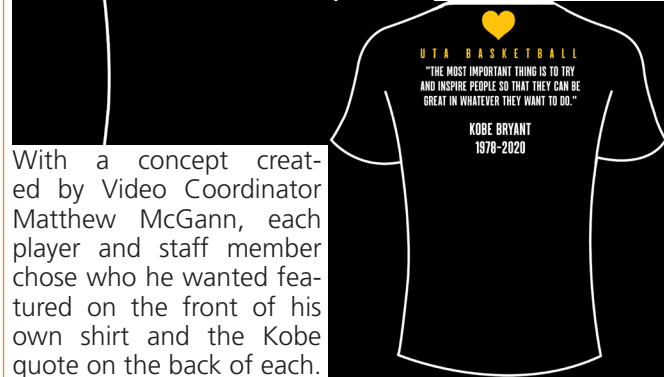 UTA BASKETBALL
"THE MOST IMPORTANT THING IS TO TRY
AND INSPIRE PEOPLE SO THAT THEY CAN BE
GREAT IN WHATEVER THEY WANT TO DO."
KOBE BRYANT
1978-2020
With a concept creat-
ed by Video Coordinator
Matthew McGann, each
player and staff member
chose who he wanted fea-
tured on the front of his
own shirt and the Kobe
quote on the back of each.